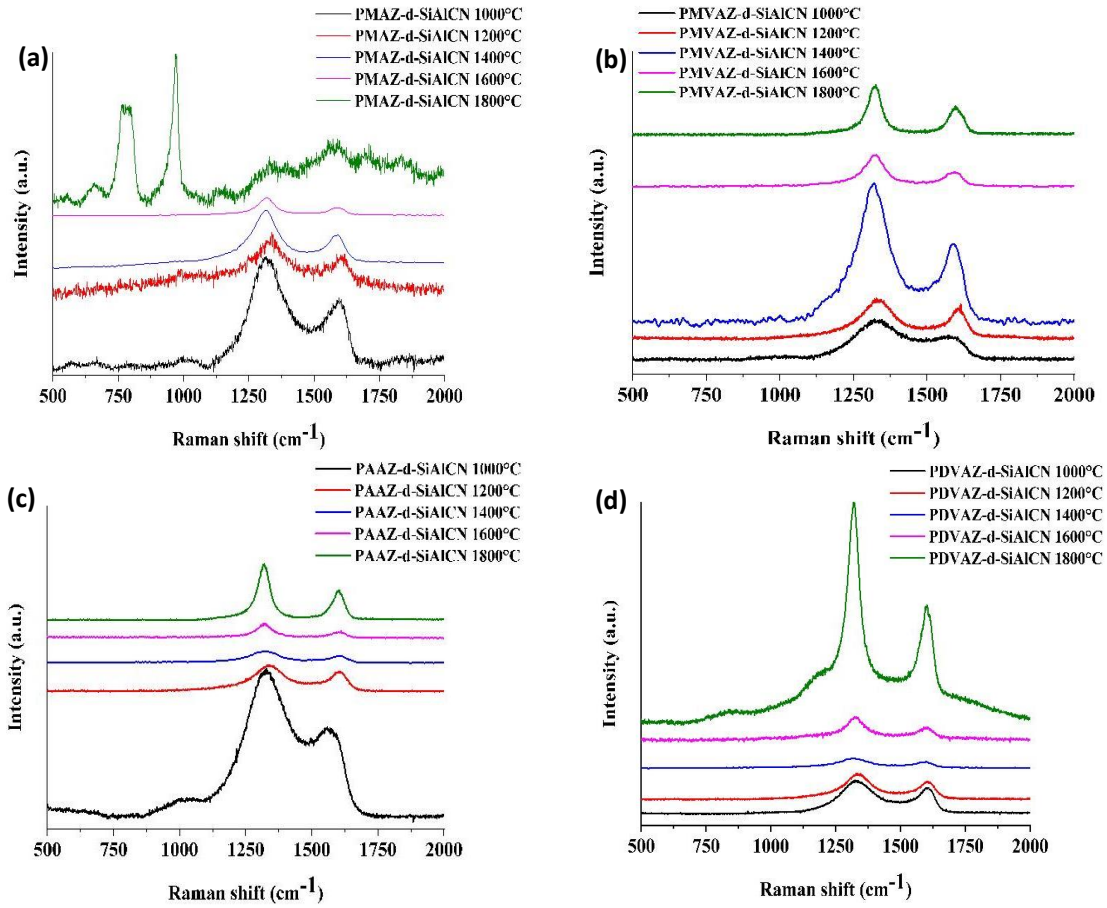 (a)
PMAZ-d-SiAlCN 1000°C
PMAZ-d-SiAlCN 1200°C
PMAZ-d-SiAlCN 1400°C
PMAZ-d-SiAlCN 1600°C
PMAZ-d-SiAlCN 1800°C
Intensity (a.u.)
500 750 1000 1250 1500 1750 2000
Raman shift (cm-1)
(b)
PMVAZ-d-SiAlCN 1000°C
PMVAZ-d-SiAlCN 1200°C
PMVAZ-d-SiAlCN 1400°C
PMVAZ-d-SiAlCN 1600°C
PMVAZ-d-SiAlCN 1800°C
Intensity (a.u.)
500 750 1000 1250 1500 1750 2000
Raman shift (cm-1)
(c)
PAAZ-d-SiAlCN 1000°C
PAAZ-d-SiAlCN 1200°C
PAAZ-d-SiAlCN 1400°C
PAAZ-d-SiAlCN 1600°C
PAAZ-d-SiAlCN 1800°C
Intensity (a.u.)
500 750 1000 1250 1500 1750 2000
Raman shift (cm-1)
(d)
PDVAZ-d-SiAlCN 1000°C
PDVAZ-d-SiAlCN 1200°C
PDVAZ-d-SiAlCN 1400°C
PDVAZ-d-SiAlCN 1600°C
PDVAZ-d-SiAlCN 1800°C
Intensity (a.u.)
500 750 1000 1250 1500 1750 2000
Raman shift (cm-1)